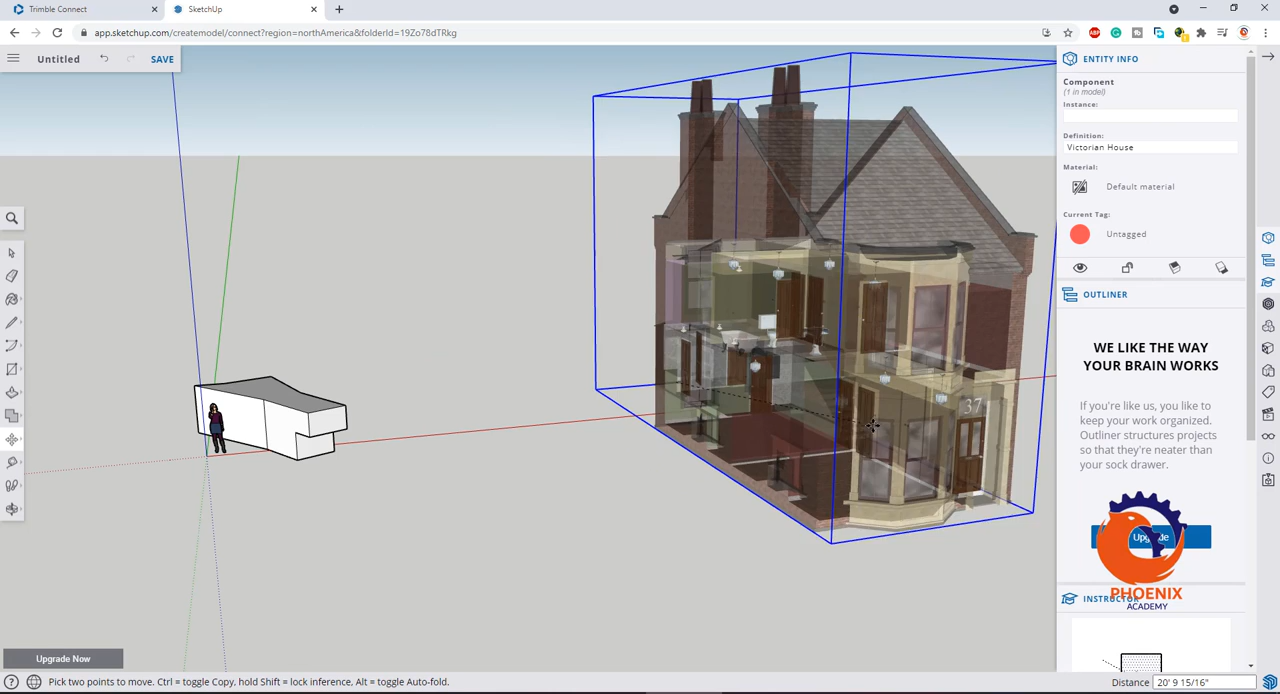 Trimble Connect
SketchUp
app.sketchup.com/createmodel/connect?region=northAmerica&folderId=19Zo78dTRkg
ABP
Untitled
SAVE
ENTITY INFO
Component
(1 in model)
Instance:
Definition:
Victorian House
Material:
Default material
Current Tag:
Untagged
OUTLINER
WE LIKE THE WAY
YOUR BRAIN WORKS
If you're like us, you like to
keep your work organized.
Outliner structures projects
so that they're neater than
your sock drawer.
37
PHOENIX
ACADEMY
Upgrade Now
Pick two points to move. Ctrl = toggle Copy, hold Shift = lock inference, Alt = toggle Auto-fold.
Distance 20' 9 15/16"